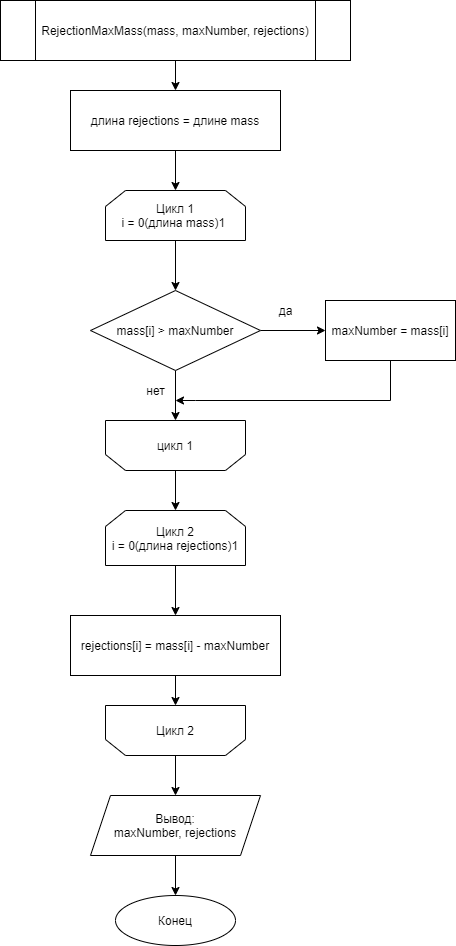 RejectionMaxMass(mass, maxNumber, rejections)
длина rejections = длине mass
Цикл 1
i = 0(длина mass)1
mass[i] > maxNumber
да
maxNumber = mass[i]
нет
цикл 1
Цикл 2
i = 0(длина rejections)1
rejections[i] = mass[i] - maxNumber
Цикл 2
Вывод:
maxNumber, rejections
Конец